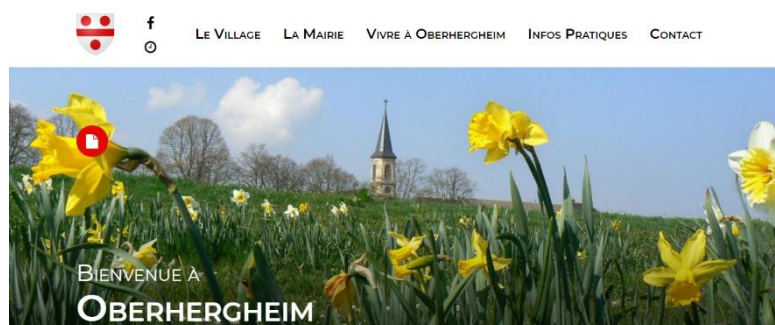 Le Village La Mairie Vivre à Oberhergheim Infos Pratiques Contact
Bienvenue à
Oberhergheim